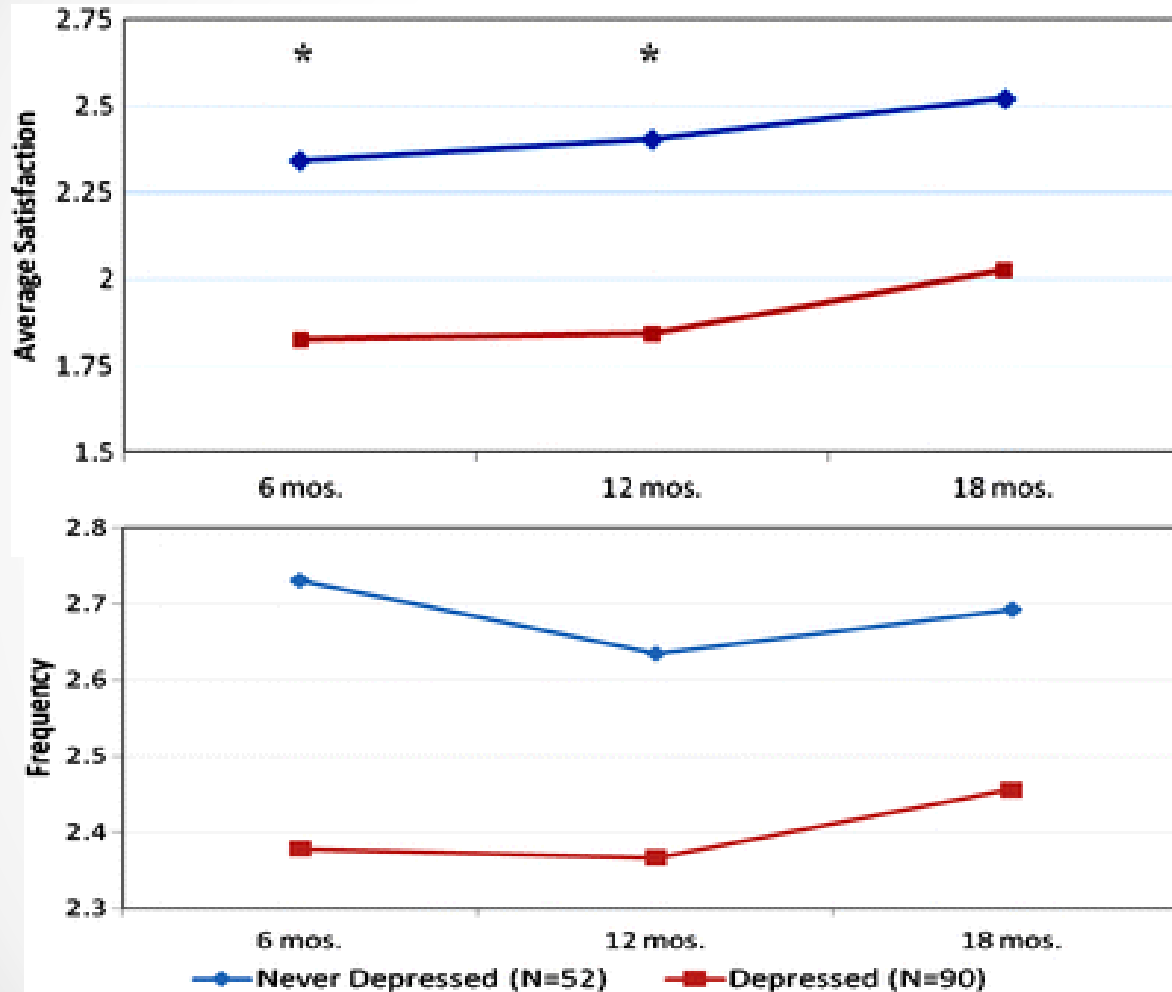 2.75
* *
2.5
2.25
2
1.75
1.5
Average Satisfaction
6 mos. 12 mos. 18 mos.
2.8
2.7
2.6
2.5
2.4
2.3
Frequency
6 mos. 12 mos. 18 mos.
Never Depressed (N=52) Depressed (N=90)